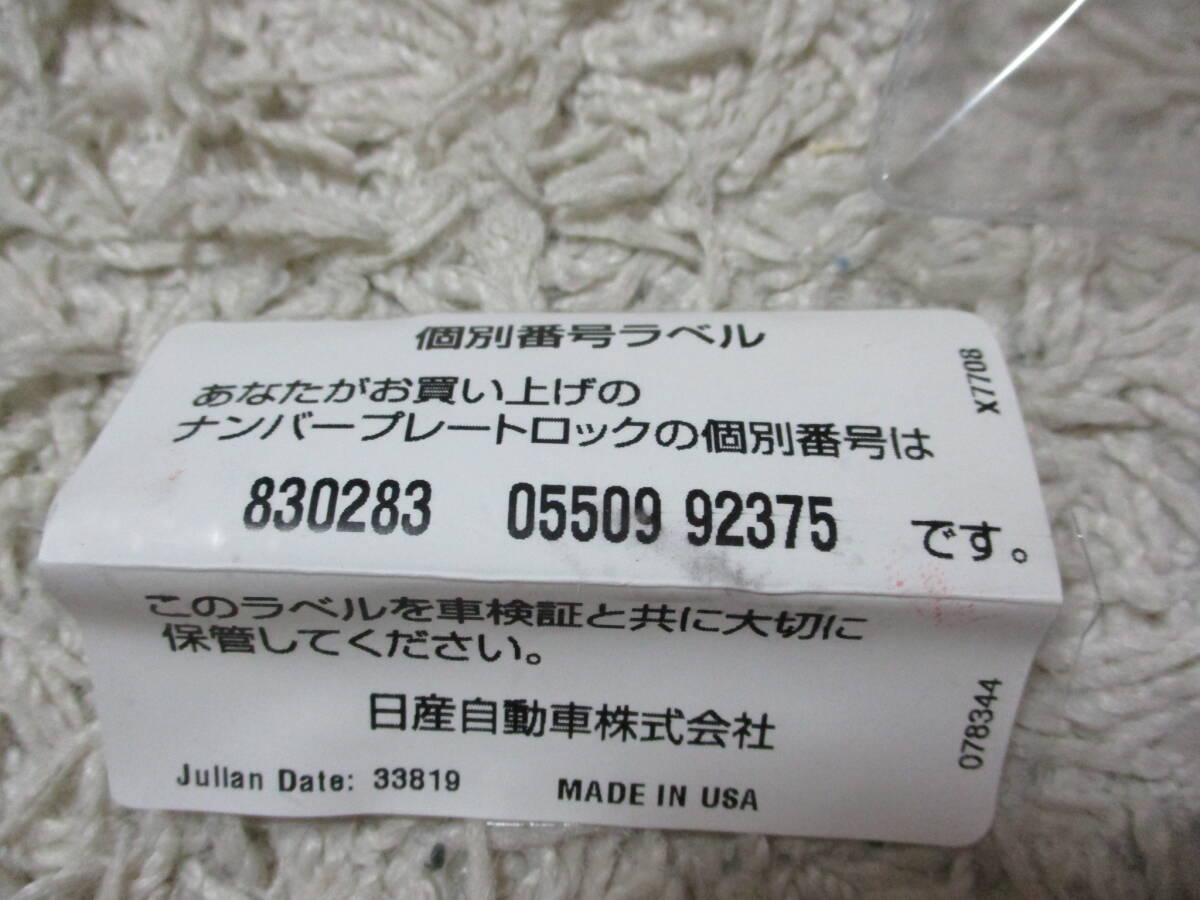 個別番号ラベル
あなたがお買い上げの
ナンバープレートロックの個別番号は
830283 05509 92375 です。
このラベルを車検証と共に大切に
保管してください。
日産自動車株式会社
Julian Date: 33819 MADE IN USA
X7708
078344